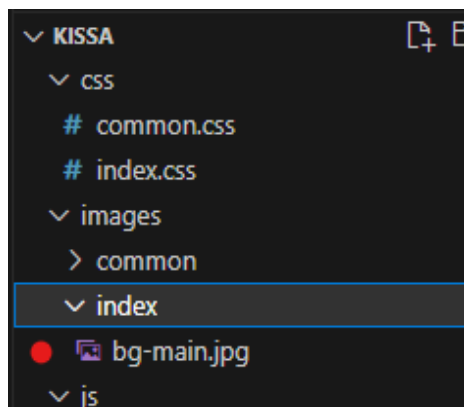 KISSA
css
# common.css
# index.css
images
common
index
bg-main.jpg
js